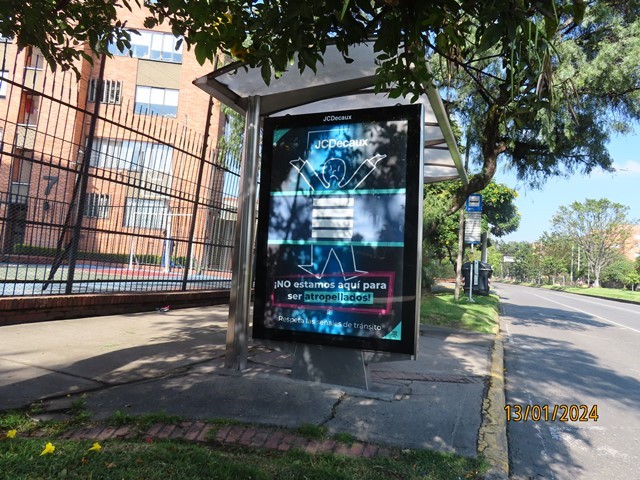 JCDecaux
JCDecaux
¡NO estamos aquí para
ser atropellados!
Respeta las señales de tránsito
13/01/2024